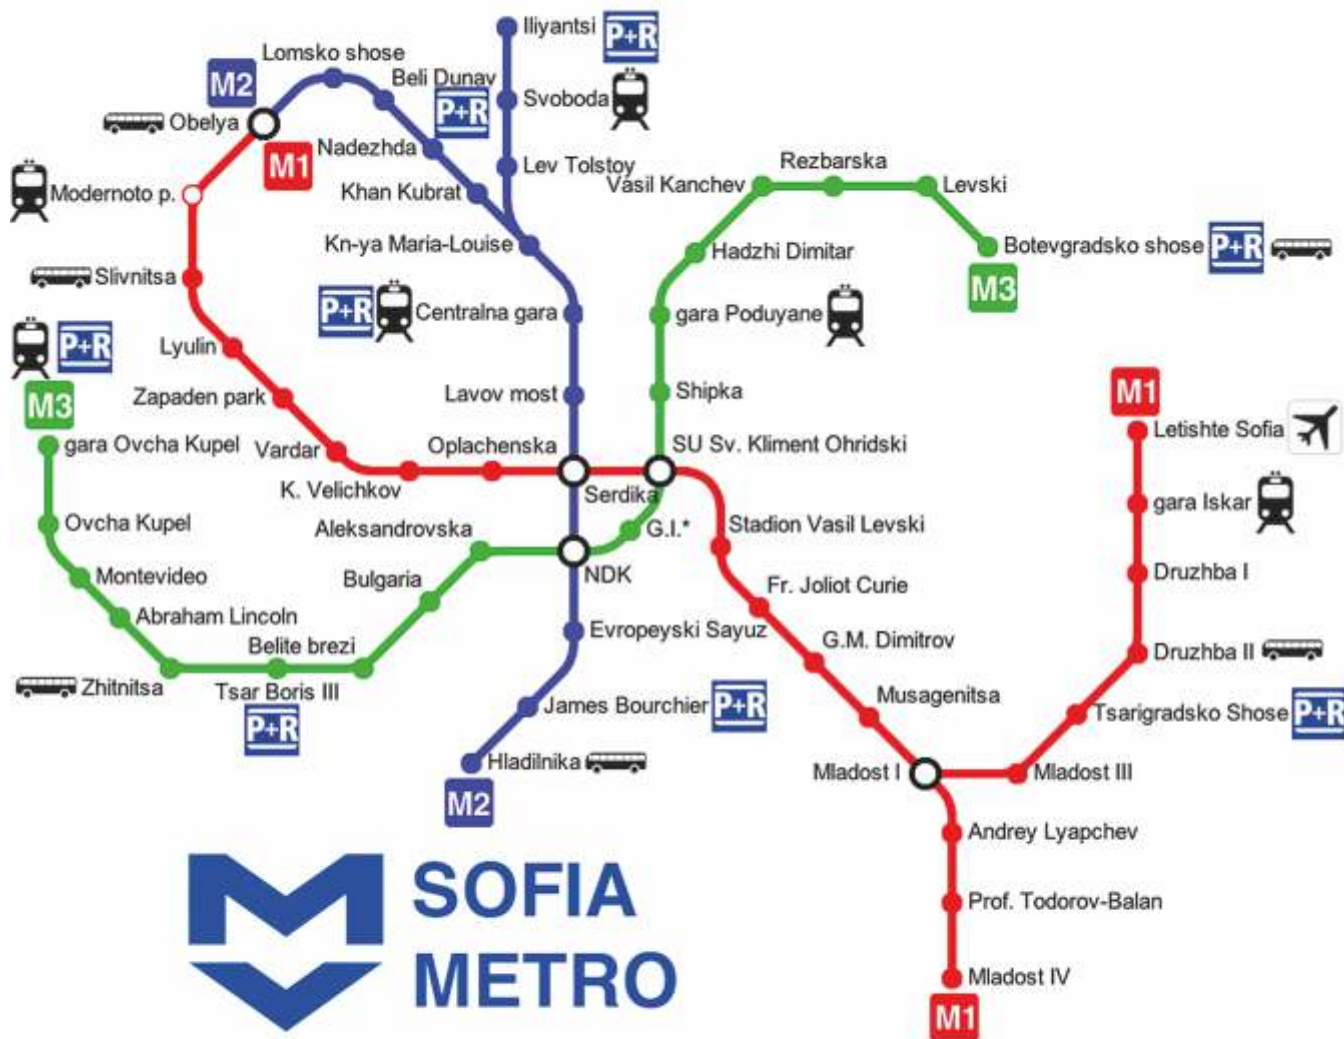 Iliyantsi
P+R
Lomsko shose
M2
Beli Dunav
P+R
Svoboda
Obelya
M1
Nadezhda
Lev Tolstoy
Rezbarska
Modernoto p.
Khan Kubrat
Vasil Kanchev
Levski
Kn-ya Maria-Louise
Hadzhi Dimitar
Botevgradsko shose
P+R
M3
Slivnitsa
P+R
Centralna gara
gara Poduyane
P+R
Lyulin
M3
Zapaden park
Lavov most
Shipka
M1
gara Ovcha Kupel
Vardar
Oplachenska
SU Sv. Kliment Ohridski
Letishte Sofia
K. Velichkov
Serdika
gara Iskar
Ovcha Kupel
Aleksandrovska
G.I.*
Stadion Vasil Levski
Montevideo
Bulgaria
NDK
Fr. Joliot Curie
Druzhba I
Abraham Lincoln
Evropeyski Sayuz
G.M. Dimitrov
Belite brezi
Druzhba II
Zhitnitsa
Tsar Boris III
P+R
James Bourchier
P+R
Musagenitsa
Tsarigradsko Shose
P+R
Hladilnika
M2
Mladost I
Mladost III
Andrey Lyapchev
Prof. Todorov-Balan
Mladost IV
M1
SOFIA
METRO